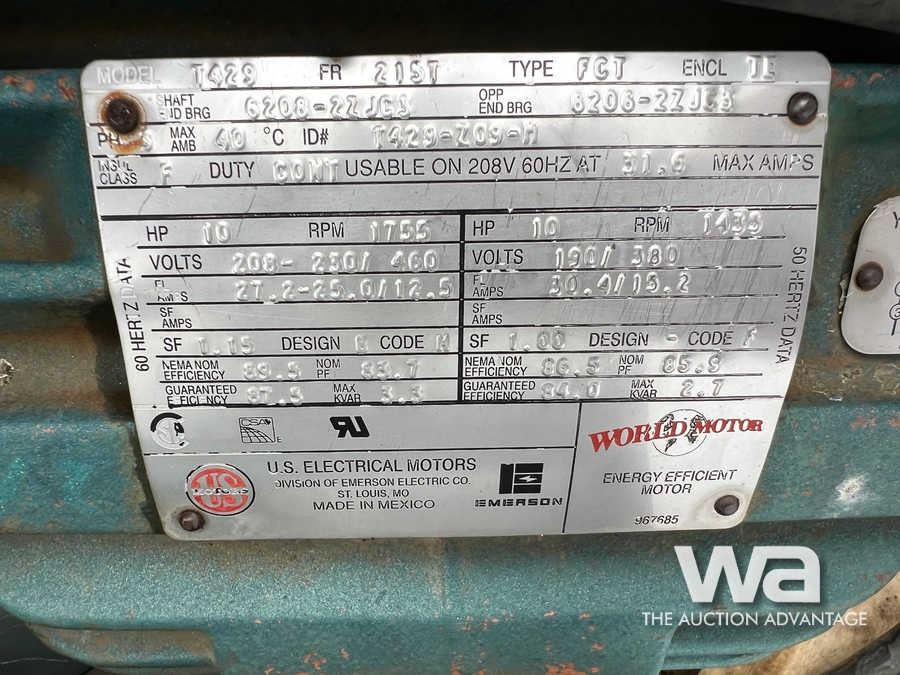 MODEL T429 FR 215T TYPE FCT ENCL TE
SHAFT END BRG 6208-2ZJC3 OPP END BRG 6206-2ZJC3
PH 3 MAX AMB 40 °C ID# T429-Z09-M
INSUL CLASS F DUTY CONT USABLE ON 208V 60HZ AT 31.6 MAX AMPS
60 HERTZ DATA
HP 10 RPM 1755
VOLTS 208-230/ 460
FL AMPS 27.2-25.0/12.5
SF AMPS
SF 1.15 DESIGN B CODE H
NEMA NOM EFFICIENCY 89.5 NOM PF 83.7
GUARANTEED EFFICIENCY 87.5 MAX KVAR 3.3
50 HERTZ DATA
HP 10 RPM 1435
VOLTS 190/ 380
FL AMPS 30.4/15.2
SF AMPS
SF 1.00 DESIGN - CODE F
NEMA NOM EFFICIENCY 86.5 NOM PF 85.9
GUARANTEED EFFICIENCY 84.0 MAX KVAR 2.7
CSA E
US
U.S. ELECTRICAL MOTORS
DIVISION OF EMERSON ELECTRIC CO.
ST. LOUIS, MO
MADE IN MEXICO
EMERSON
WORLD MOTOR
ENERGY EFFICIENT
MOTOR
967685
wa
THE AUCTION ADVANTAGE